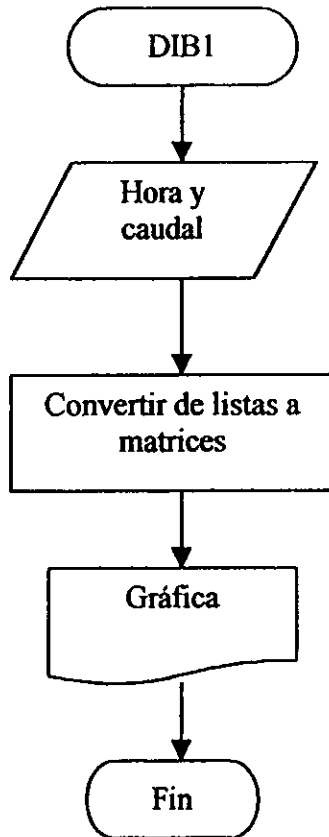 DIB1
Hora y
caudal
Convertir de listas a
matrices
Gráfica
Fin